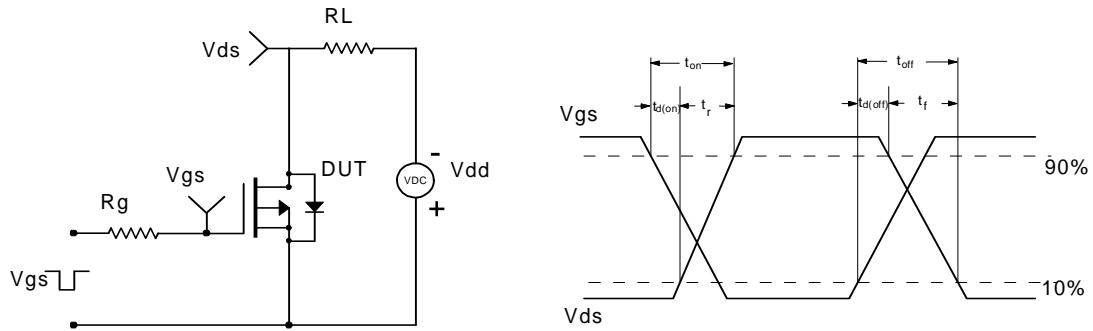 RL
Vds
Vgs
DUT
-
Vdd
VDC
+
Rg
Vgs
ton
toff
td(on)
tr
td(off)
tf
Vgs
90%
10%
Vds